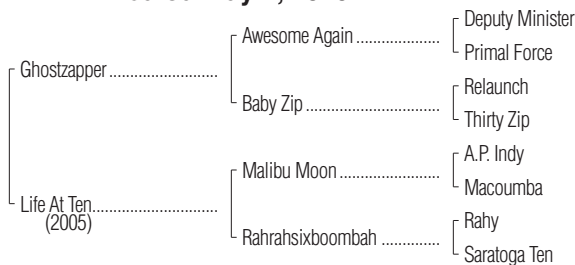 Deputy Minister
Awesome Again
Primal Force
Ghostzapper
Relaunch
Baby Zip
Thirty Zip
A.P. Indy
Malibu Moon
Macoumba
Life At Ten
(2005)
Rahy
Rahrahsixboombah
Saratoga Ten